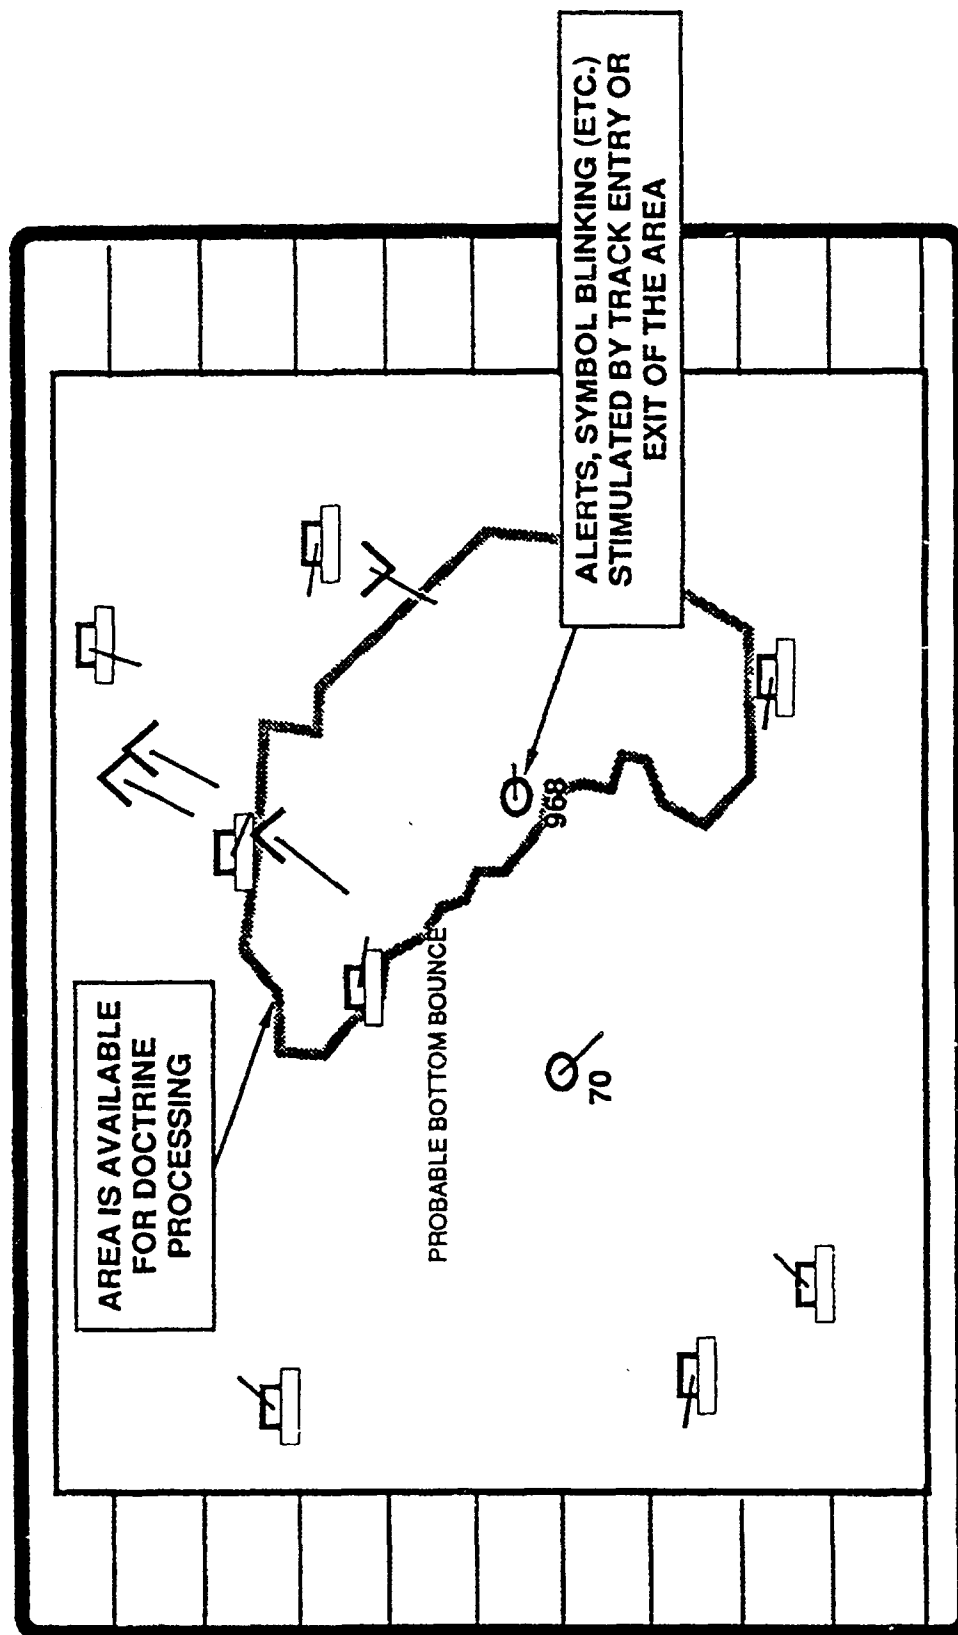 AREA IS AVAILABLE
FOR DOCTRINE
PROCESSING
PROBABLE BOTTOM BOUNCE
968
70
ALERTS, SYMBOL BLINKING (ETC.)
STIMULATED BY TRACK ENTRY OR
EXIT OF THE AREA